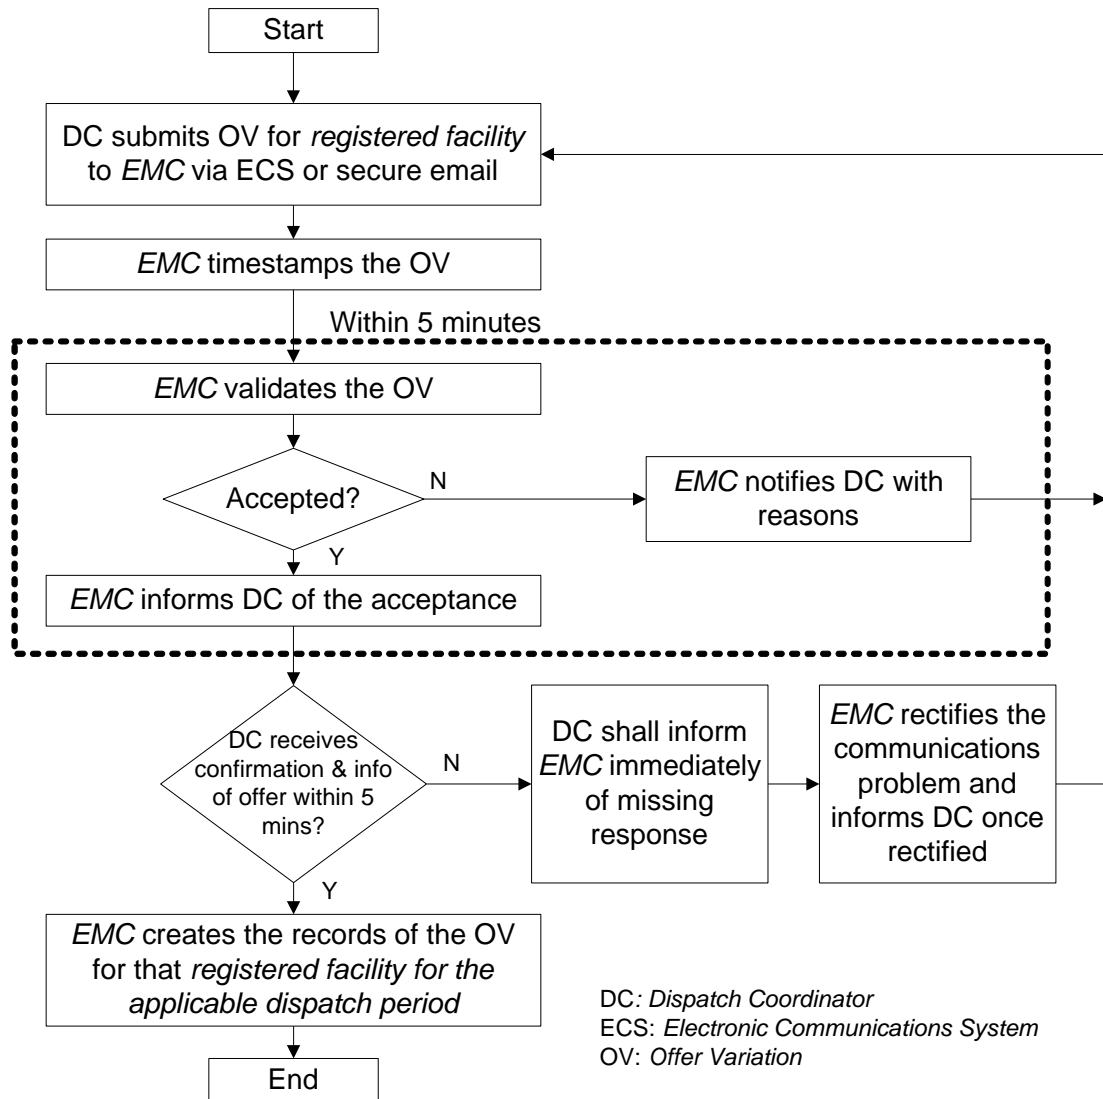 Start
DC submits OV for registered facility
to EMC via ECS or secure email
EMC timestamps the OV
Within 5 minutes
EMC validates the OV
Accepted?
N
EMC notifies DC with
reasons
Y
EMC informs DC of the acceptance
DC receives
confirmation & info
of offer within 5
mins?
N
DC shall inform
EMC immediately
of missing
response
EMC rectifies the
communications
problem and
informs DC once
rectified
Y
EMC creates the records of the OV
for that registered facility for the
applicable dispatch period
End
DC: Dispatch Coordinator
ECS: Electronic Communications System
OV: Offer Variation